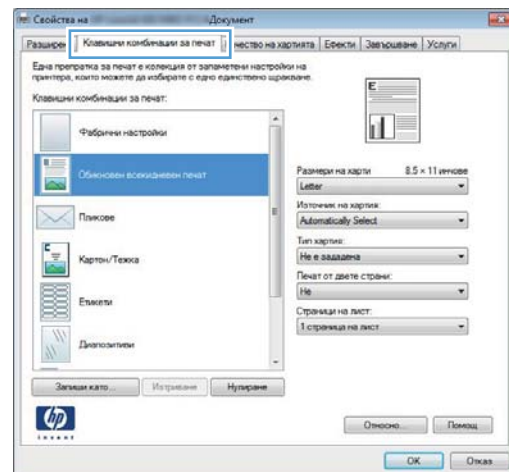 Свойства на Документ
Разширен Клавишни комбинации за печат чество на хартията Ефекти Завършване Услуги
Една препратка за печат е колекция от запаметени настройки на
принтера, които можете да избирате с едно единствено щракване.
Клавишни комбинации за печат:
Фабрични настройки
Обикновен всекидневен печат
Пликове
Картон/Тежка
Етикети
Диапозитиви
E
Размери на карти 8.5 × 11 инчове
Letter
Източник на хартия:
Automatically Select
Тип хартия:
Не е зададена
Печат от двете страни:
Не
Страници на лист:
1 страница на лист
Запиши като... Изтриване Нулиране
hp
invent
Относно... Помощ
OK Отказ